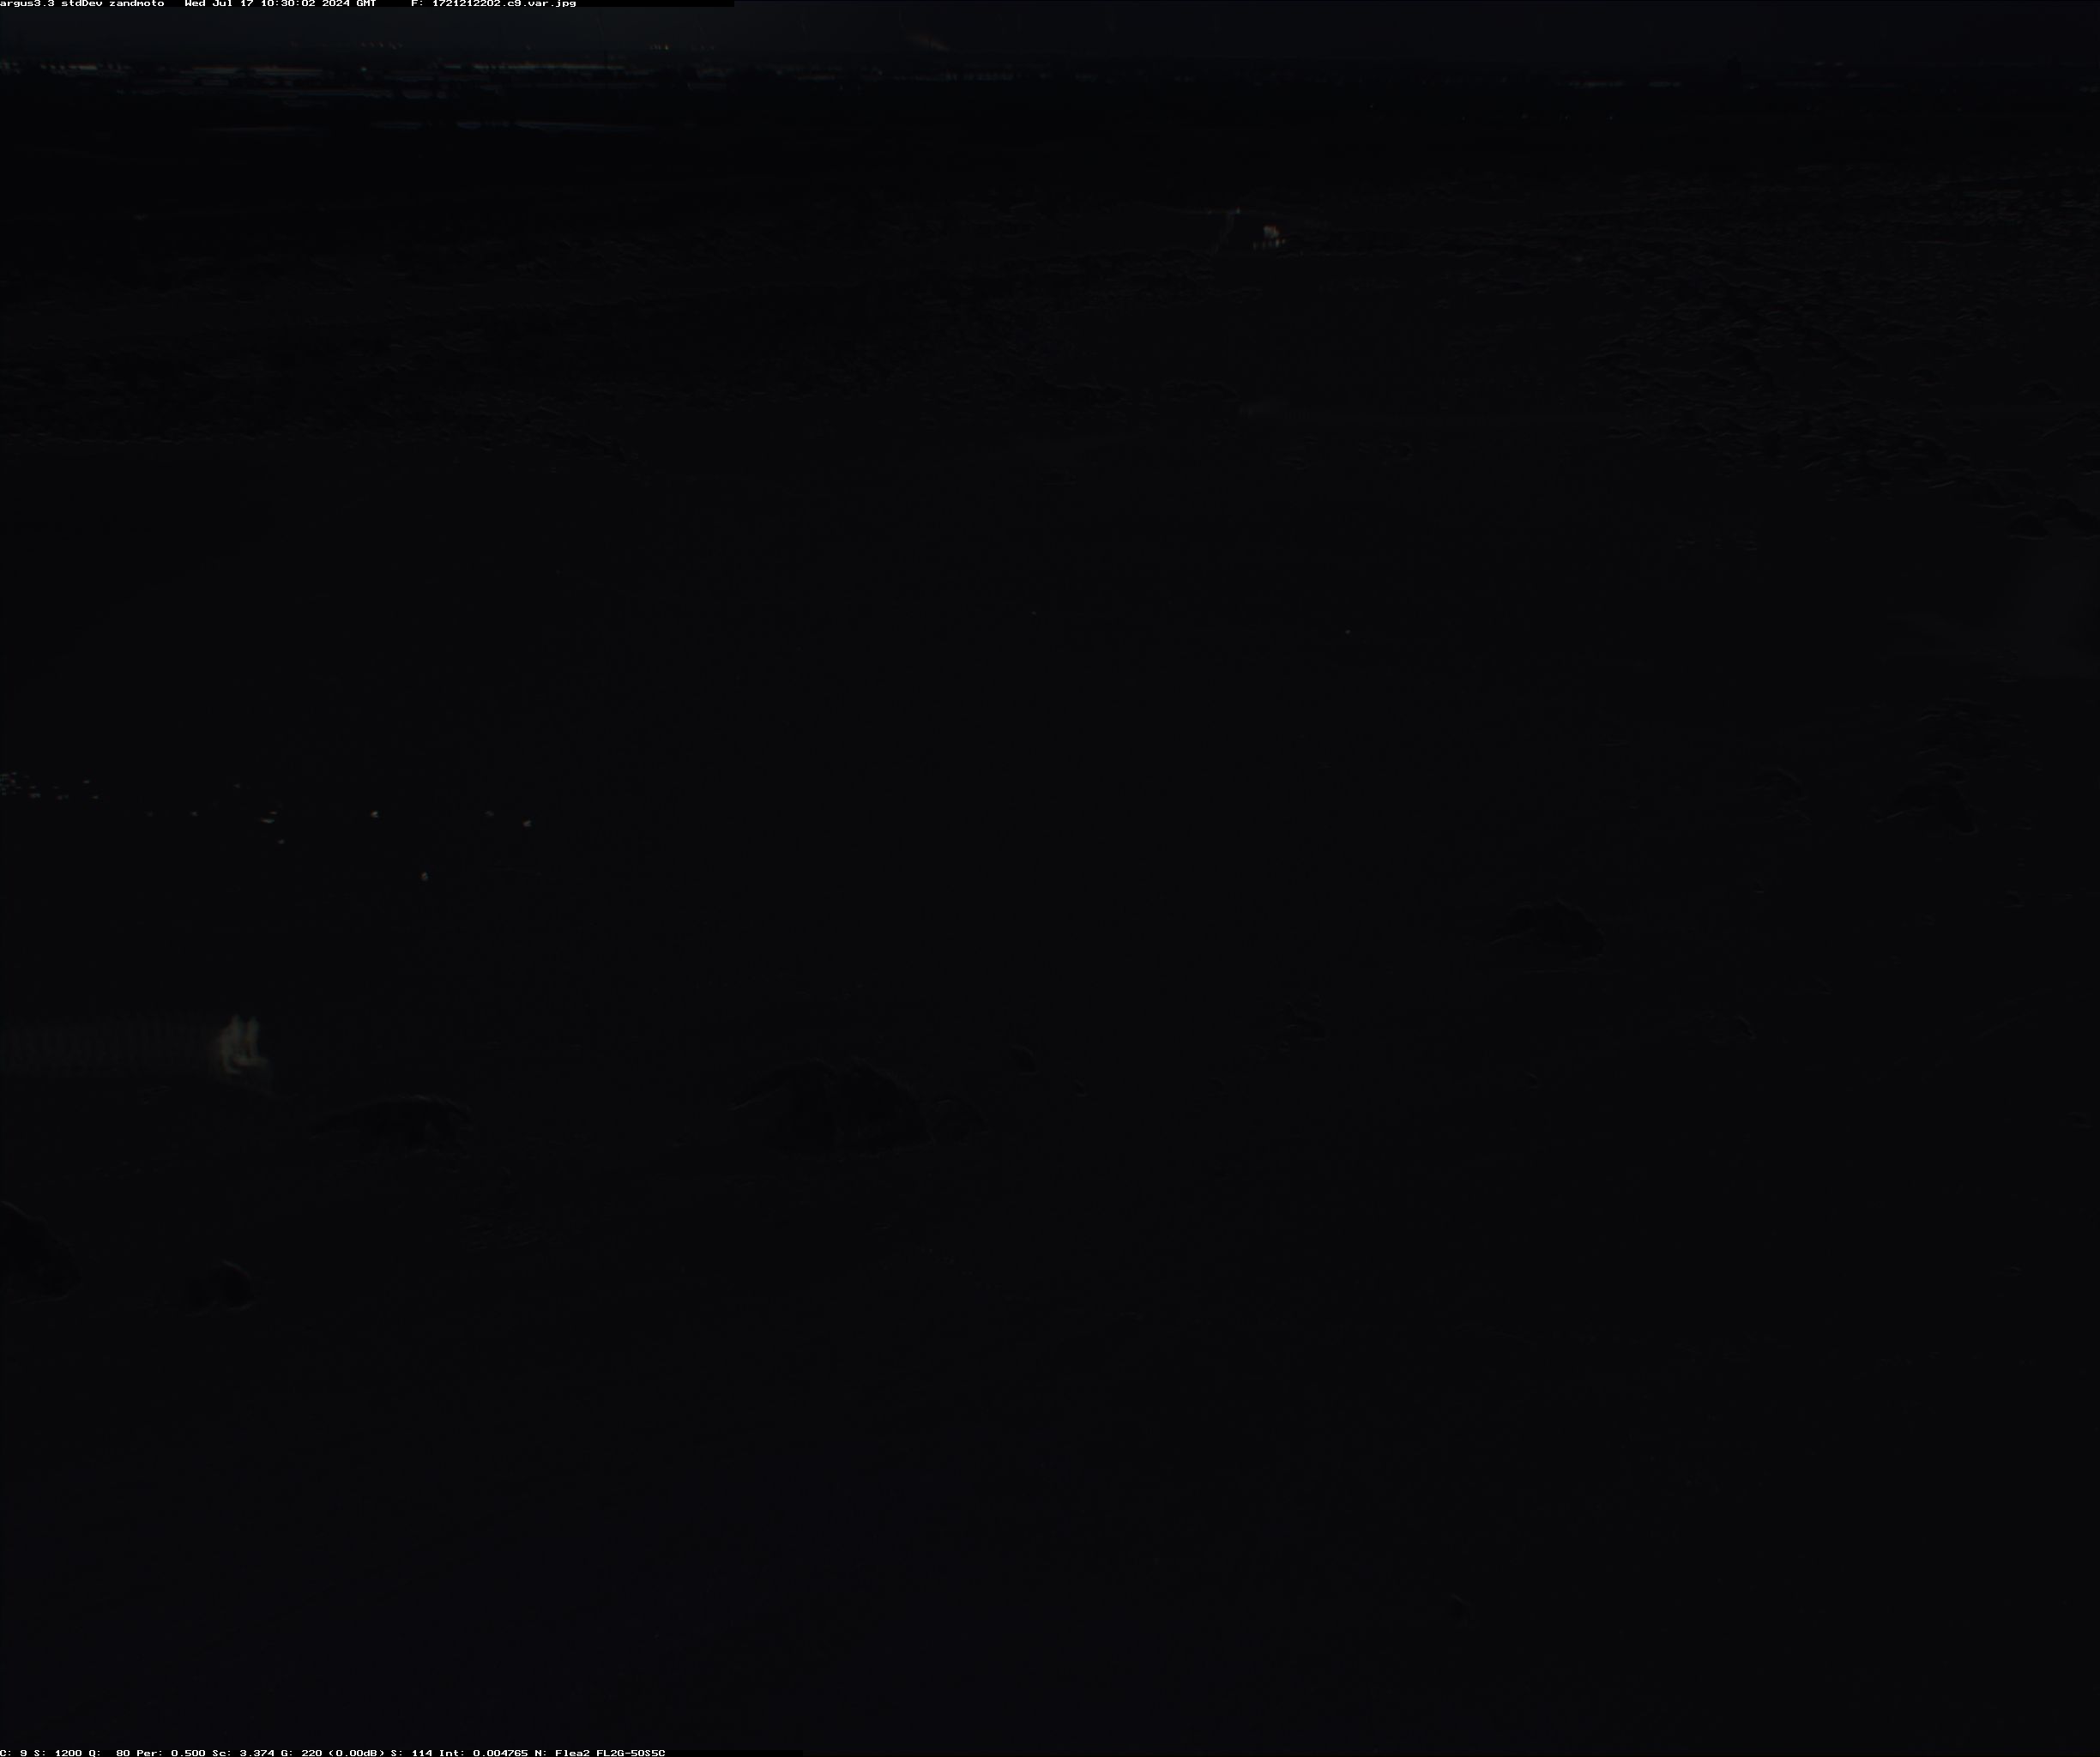 argus3.3 stdDev zandmoto Wed Jul 17 10:30:02 2024 GMT F: 1721212202.c9.var.jpg
C: 9 S: 1200 Q: 80 Per: 0.500 Sc: 3.374 G: 220 (0.00dB) S: 114 Int: 0.004765 N: Flea2 FL2G-50S5C